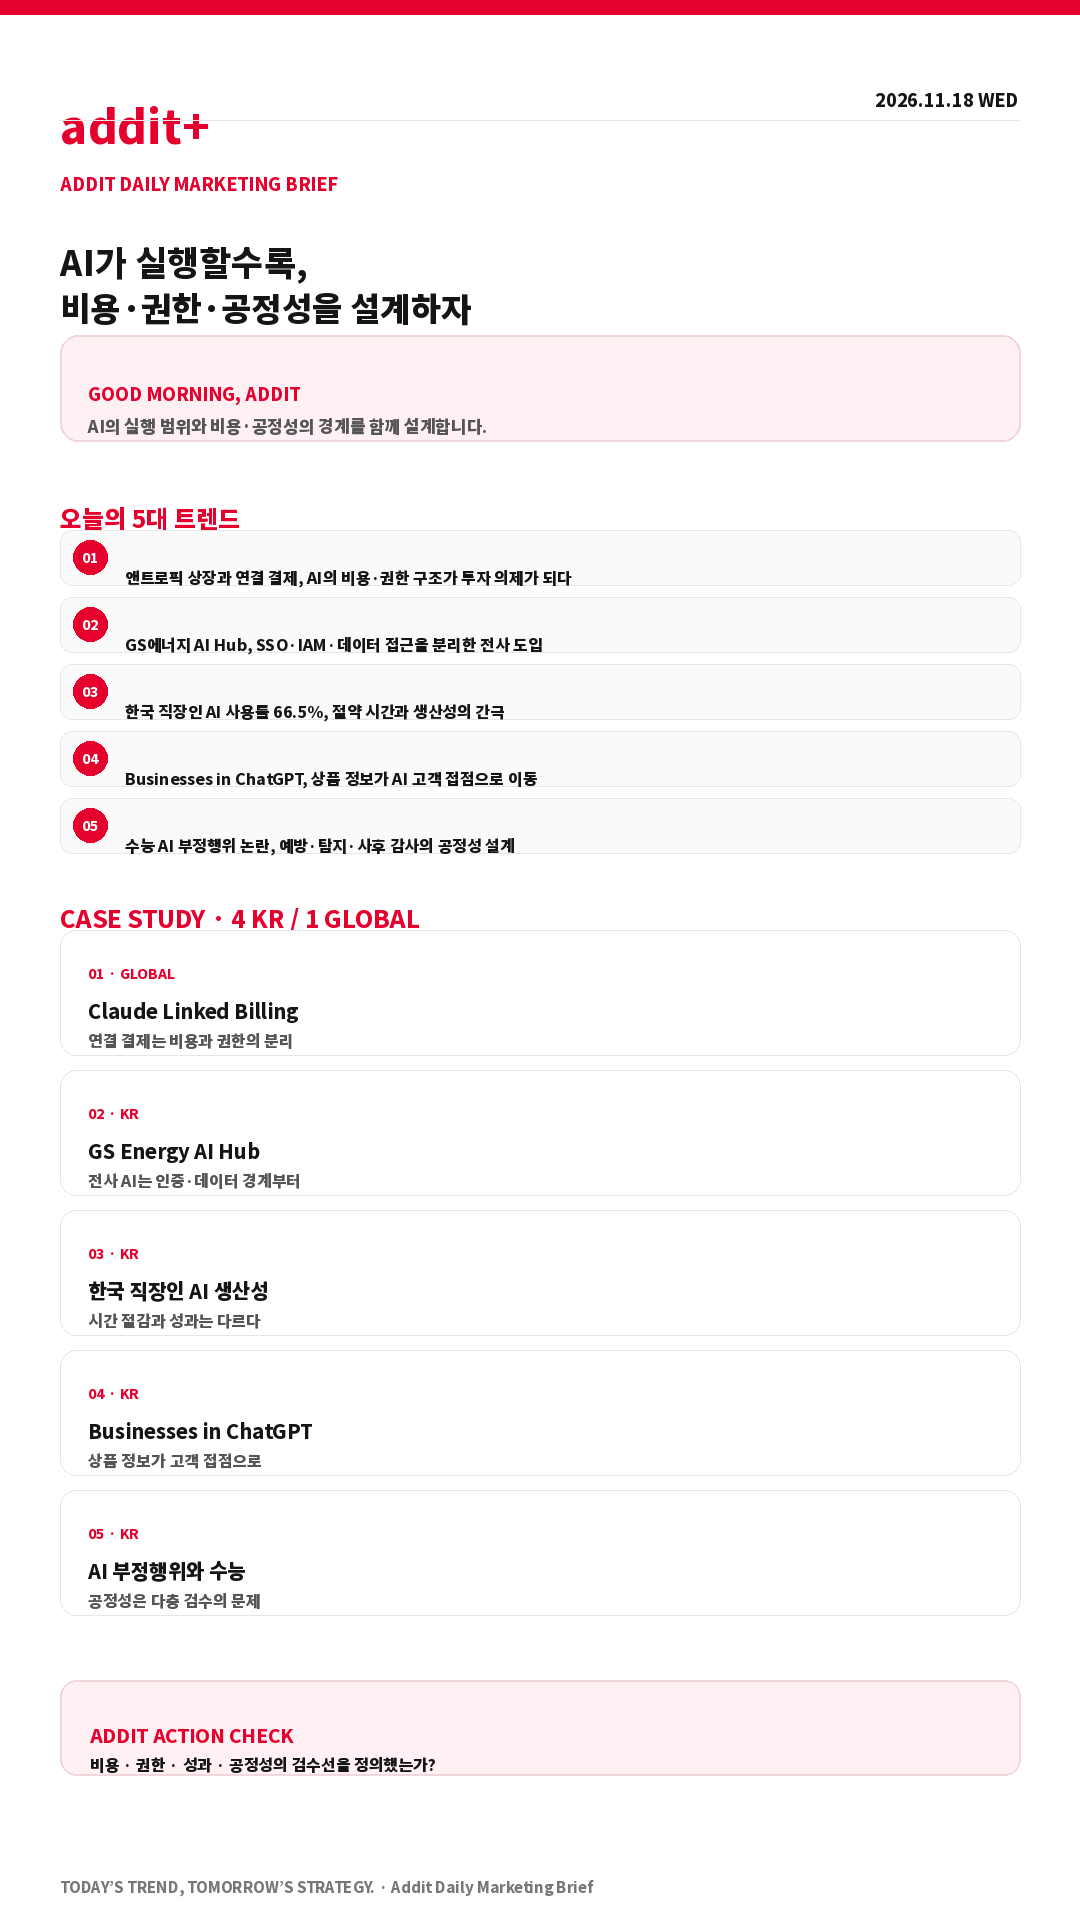 2026.11.18 WED
addit+
ADDIT DAILY MARKETING BRIEF
AI가 실행할수록,
비용·권한·공정성을 설계하자
GOOD MORNING, ADDIT
AI의 실행 범위와 비용·공정성의 경계를 함께 설계합니다.
오늘의 5대 트렌드
01
앤트로픽 상장과 연결 결제, AI의 비용·권한 구조가 투자 의제가 되다
02
GS에너지 AI Hub, SSO·IAM·데이터 접근을 분리한 전사 도입
03
한국 직장인 AI 사용률 66.5%, 절약 시간과 생산성의 간극
04
Businesses in ChatGPT, 상품 정보가 AI 고객 접점으로 이동
05
수능 AI 부정행위 논란, 예방·탐지·사후 감사의 공정성 설계
CASE STUDY · 4 KR / 1 GLOBAL
01 · GLOBAL
Claude Linked Billing
연결 결제는 비용과 권한의 분리
02 · KR
GS Energy AI Hub
전사 AI는 인증·데이터 경계부터
03 · KR
한국 직장인 AI 생산성
시간 절감과 성과는 다르다
04 · KR
Businesses in ChatGPT
상품 정보가 고객 접점으로
05 · KR
AI 부정행위와 수능
공정성은 다층 검수의 문제
ADDIT ACTION CHECK
비용 · 권한 · 성과 · 공정성의 검수선을 정의했는가?
TODAY’S TREND, TOMORROW’S STRATEGY. · Addit Daily Marketing Brief